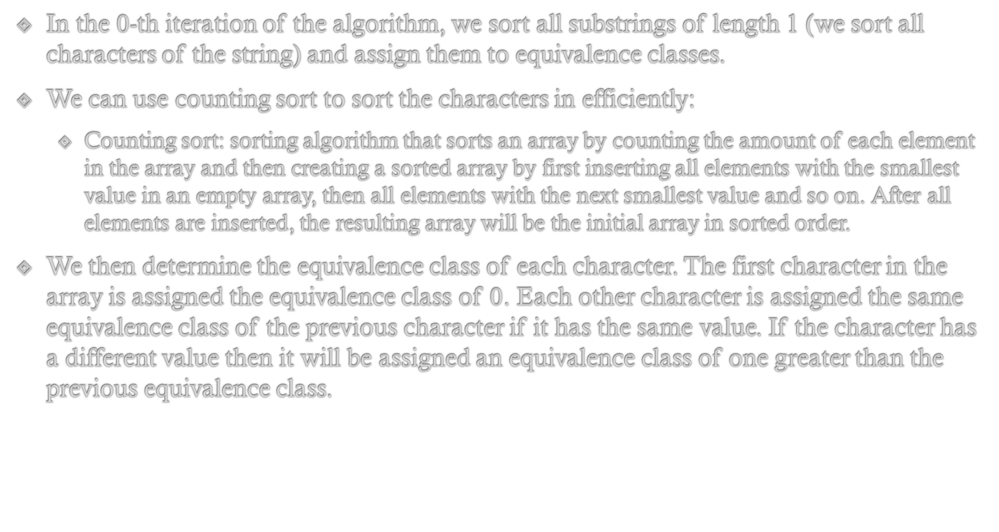 In the 0-th iteration of the algorithm, we sort all substrings of length 1 (we sort all
characters of the string) and assign them to equivalence classes.
We can use counting sort to sort the characters in efficiently:
Counting sort: sorting algorithm that sorts an array by counting the amount of each element
in the array and then creating a sorted array by first inserting all elements with the smallest
value in an empty array, then all elements with the next smallest value and so on. After all
elements are inserted, the resulting array will be the initial array in sorted order.
We then determine the equivalence class of each character. The first character in the
array is assigned the equivalence class of 0. Each other character is assigned the same
equivalence class of the previous character if it has the same value. If the character has
a different value then it will be assigned an equivalence class of one greater than the
previous equivalence class.